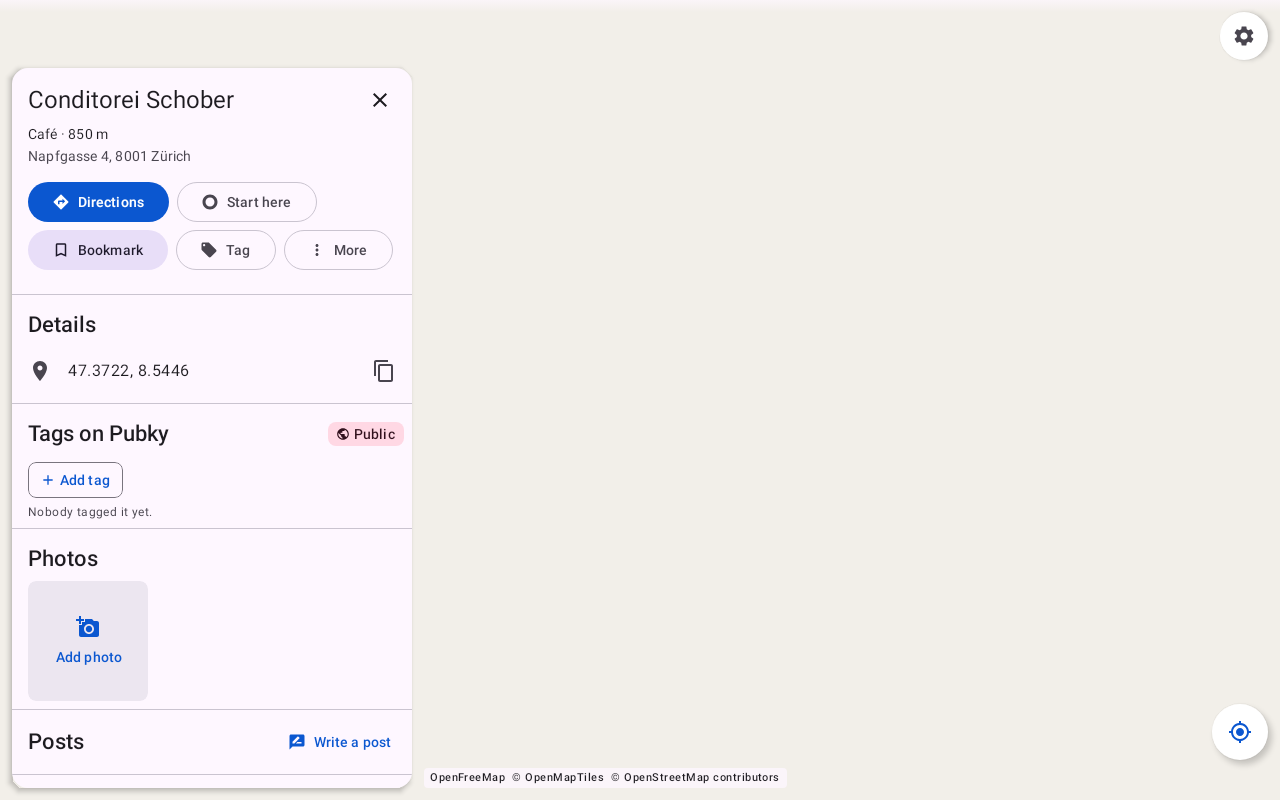 Conditorei Schober
Café · 850 m
Napfgasse 4, 8001 Zürich
Directions
Start here
Bookmark
Tag
More
Details
47.3722, 8.5446
Tags on Pubky
Public
Add tag
Nobody tagged it yet.
Photos
Add photo
Posts
Write a post
OpenFreeMap © OpenMapTiles © OpenStreetMap contributors